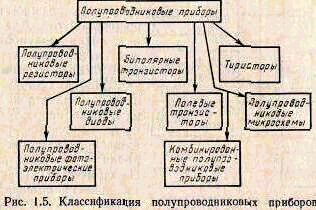 Полупроводниковые приборы
Полупровод-
никовые
резисторы
Биполярные
транзисторы
Тиристоры
Полупровод-
никовые
диоды
Полевые
транзис-
торы
Полупровод-
никовые
микросхемы
Полупровод-
никовые фото-
электрические
приборы
Комбинирован-
ные полупро-
водниковые
приборы
Рис. 1.5. Классификация полупроводниковых приборов